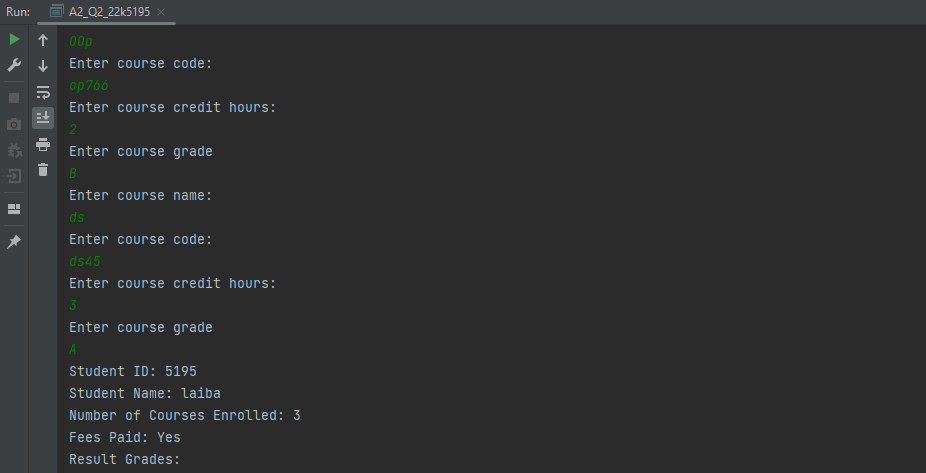 Run: A2_Q2_22k5195
OOp
Enter course code:
op766
Enter course credit hours:
2
Enter course grade
B
Enter course name:
ds
Enter course code:
ds45
Enter course credit hours:
3
Enter course grade
A
Student ID: 5195
Student Name: laiba
Number of Courses Enrolled: 3
Fees Paid: Yes
Result Grades: